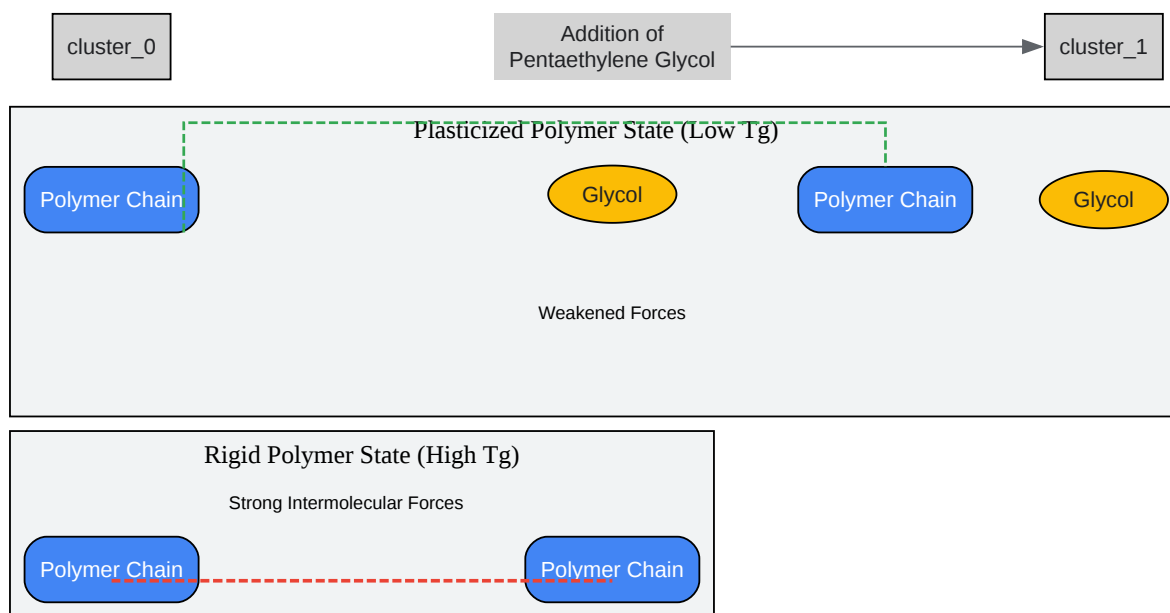 cluster_0
Addition of
Pentaethylene Glycol
cluster_1
Plasticized Polymer State (Low Tg)
Polymer Chain
Glycol
Polymer Chain
Glycol
Weakened Forces
Rigid Polymer State (High Tg)
Strong Intermolecular Forces
Polymer Chain
Polymer Chain